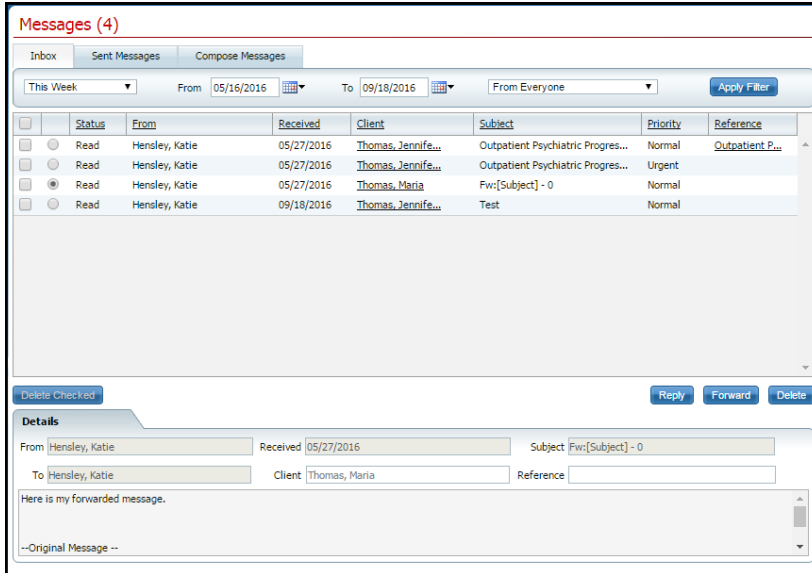 Messages (4)
Inbox Sent Messages Compose Messages
This Week From 05/16/2016 To 09/18/2016 From Everyone Apply Filter
Status From Received Client Subject Priority Reference
Read Hensley, Katie 05/27/2016 Thomas, Jennife... Outpatient Psychiatric Progres... Normal Outpatient P...
Read Hensley, Katie 05/27/2016 Thomas, Jennife... Outpatient Psychiatric Progres... Urgent
Read Hensley, Katie 05/27/2016 Thomas, Maria Fw:[Subject] - 0 Normal
Read Hensley, Katie 09/18/2016 Thomas, Jennife... Test Normal
Delete Checked Reply Forward Delete
Details
From Hensley, Katie Received 05/27/2016 Subject Fw:[Subject] - 0
To Hensley, Katie Client Thomas, Maria Reference
Here is my forwarded message.
--Original Message --